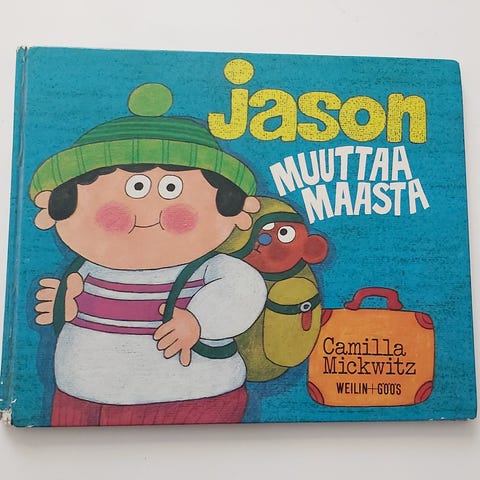 jason
MUUTTAA
MAASTA
Camilla
Mickwitz
WEILIN+GÖÖS